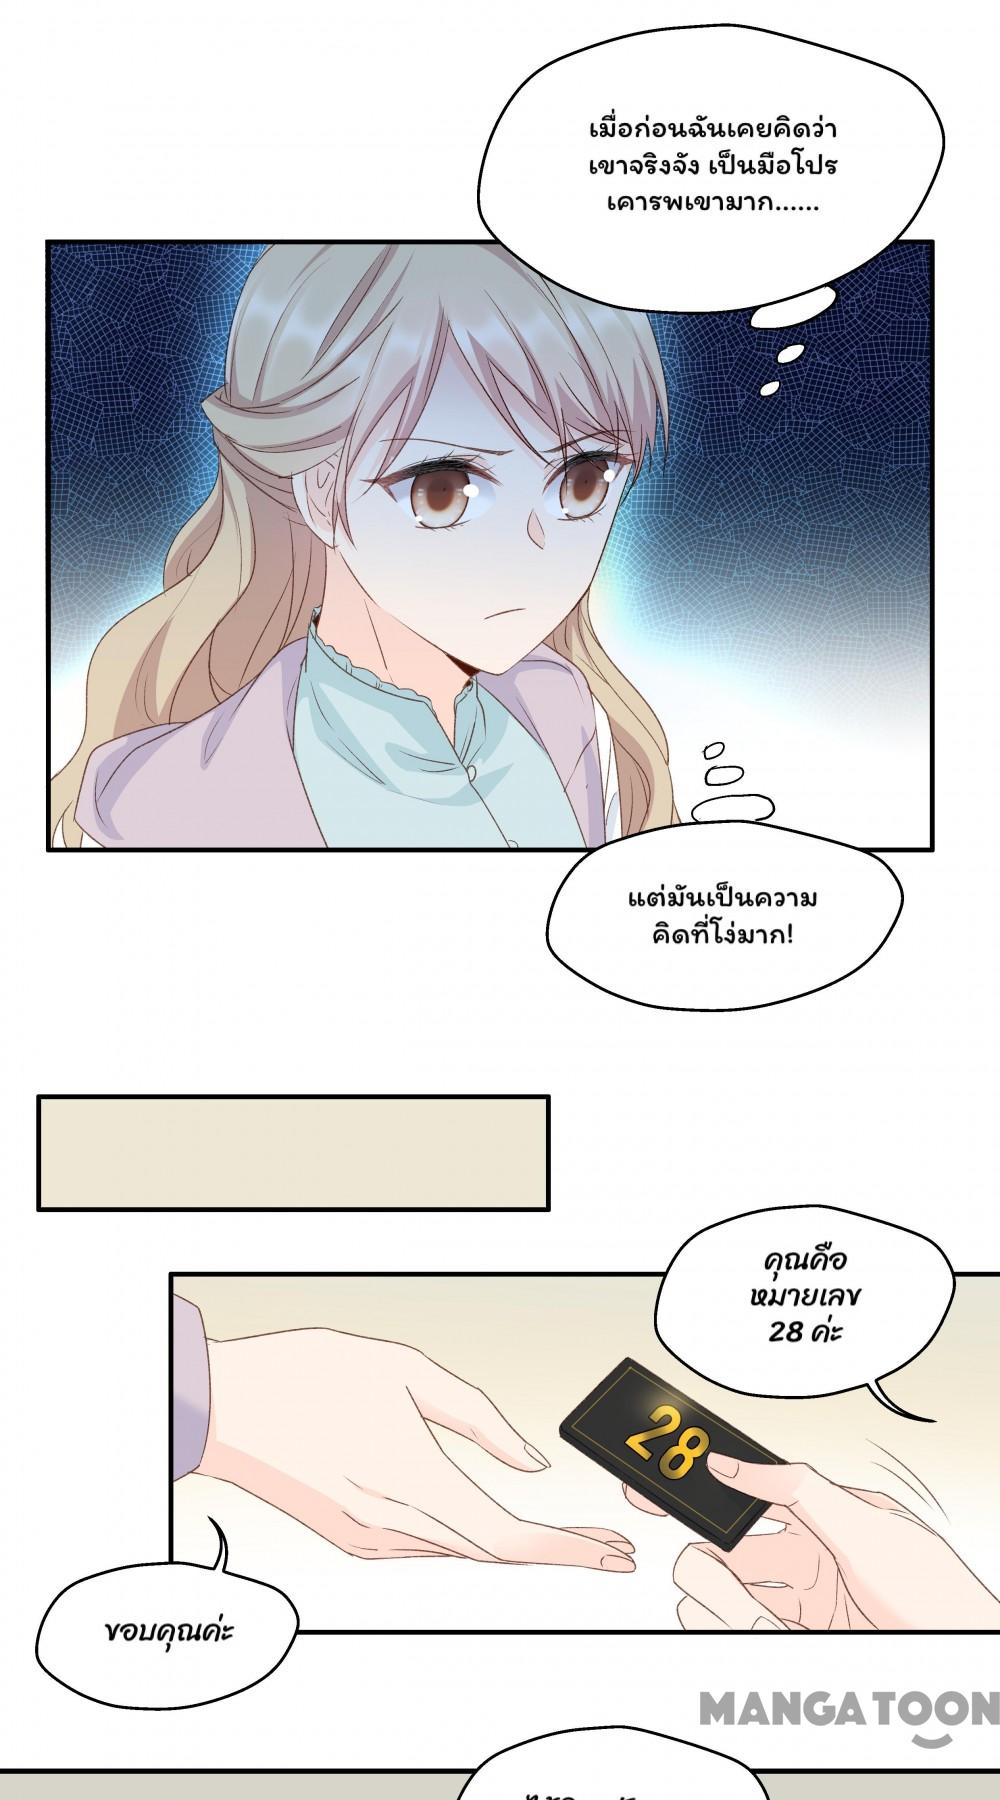 เมื่อก่อนฉันเคยคิดว่า
เขาจริงจัง เป็นมือโปร
เคารพเขามาก......
แต่มันเป็นความ
คิดที่โง่มาก!
คุณคือ
หมายเลข
28 ค่ะ
28
ขอบคุณค่ะ
MANGATOON